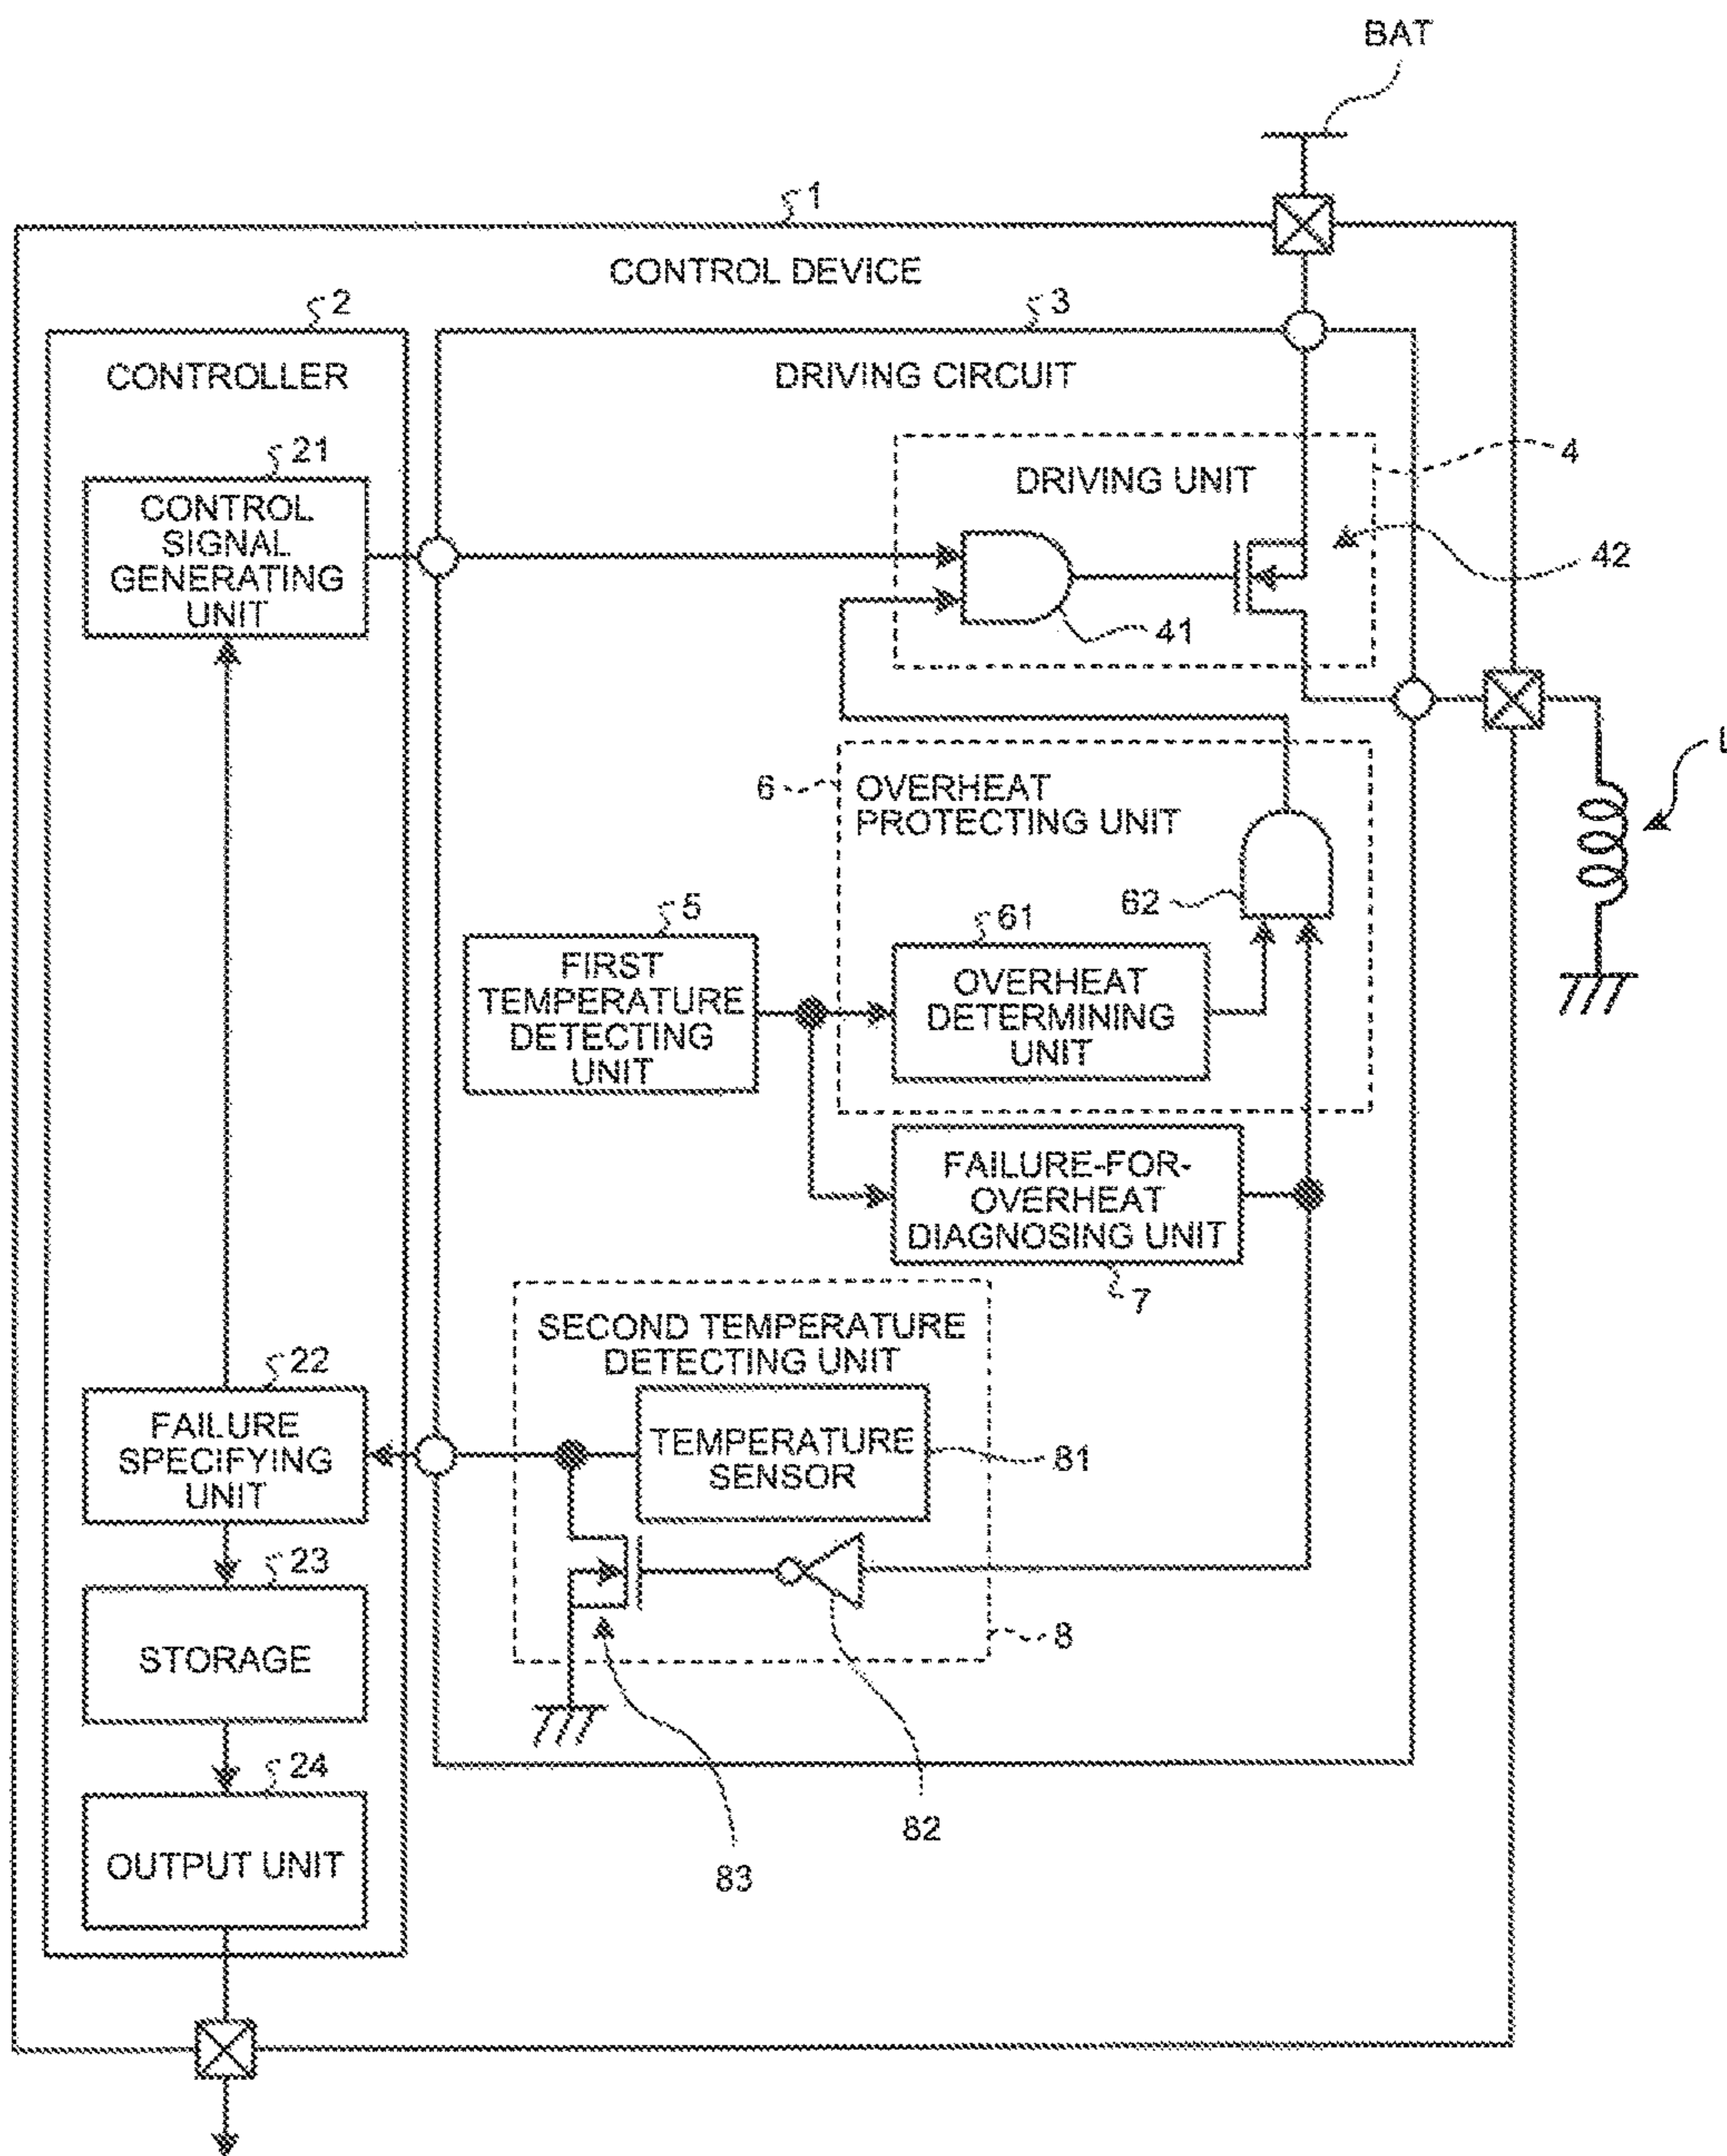 BAT
1
CONTROL DEVICE
2
3
CONTROLLER
DRIVING CIRCUIT
21
4
DRIVING UNIT
CONTROL
SIGNAL
GENERATING
UNIT
42
41
6
OVERHEAT
PROTECTING UNIT
L
62
5
61
FIRST
TEMPERATURE
DETECTING
UNIT
OVERHEAT
DETERMINING
UNIT
FAILURE-FOR-
OVERHEAT
DIAGNOSING UNIT
7
SECOND TEMPERATURE
DETECTING UNIT
22
FAILURE
SPECIFYING
UNIT
TEMPERATURE
SENSOR
81
23
STORAGE
8
24
82
OUTPUT UNIT
83